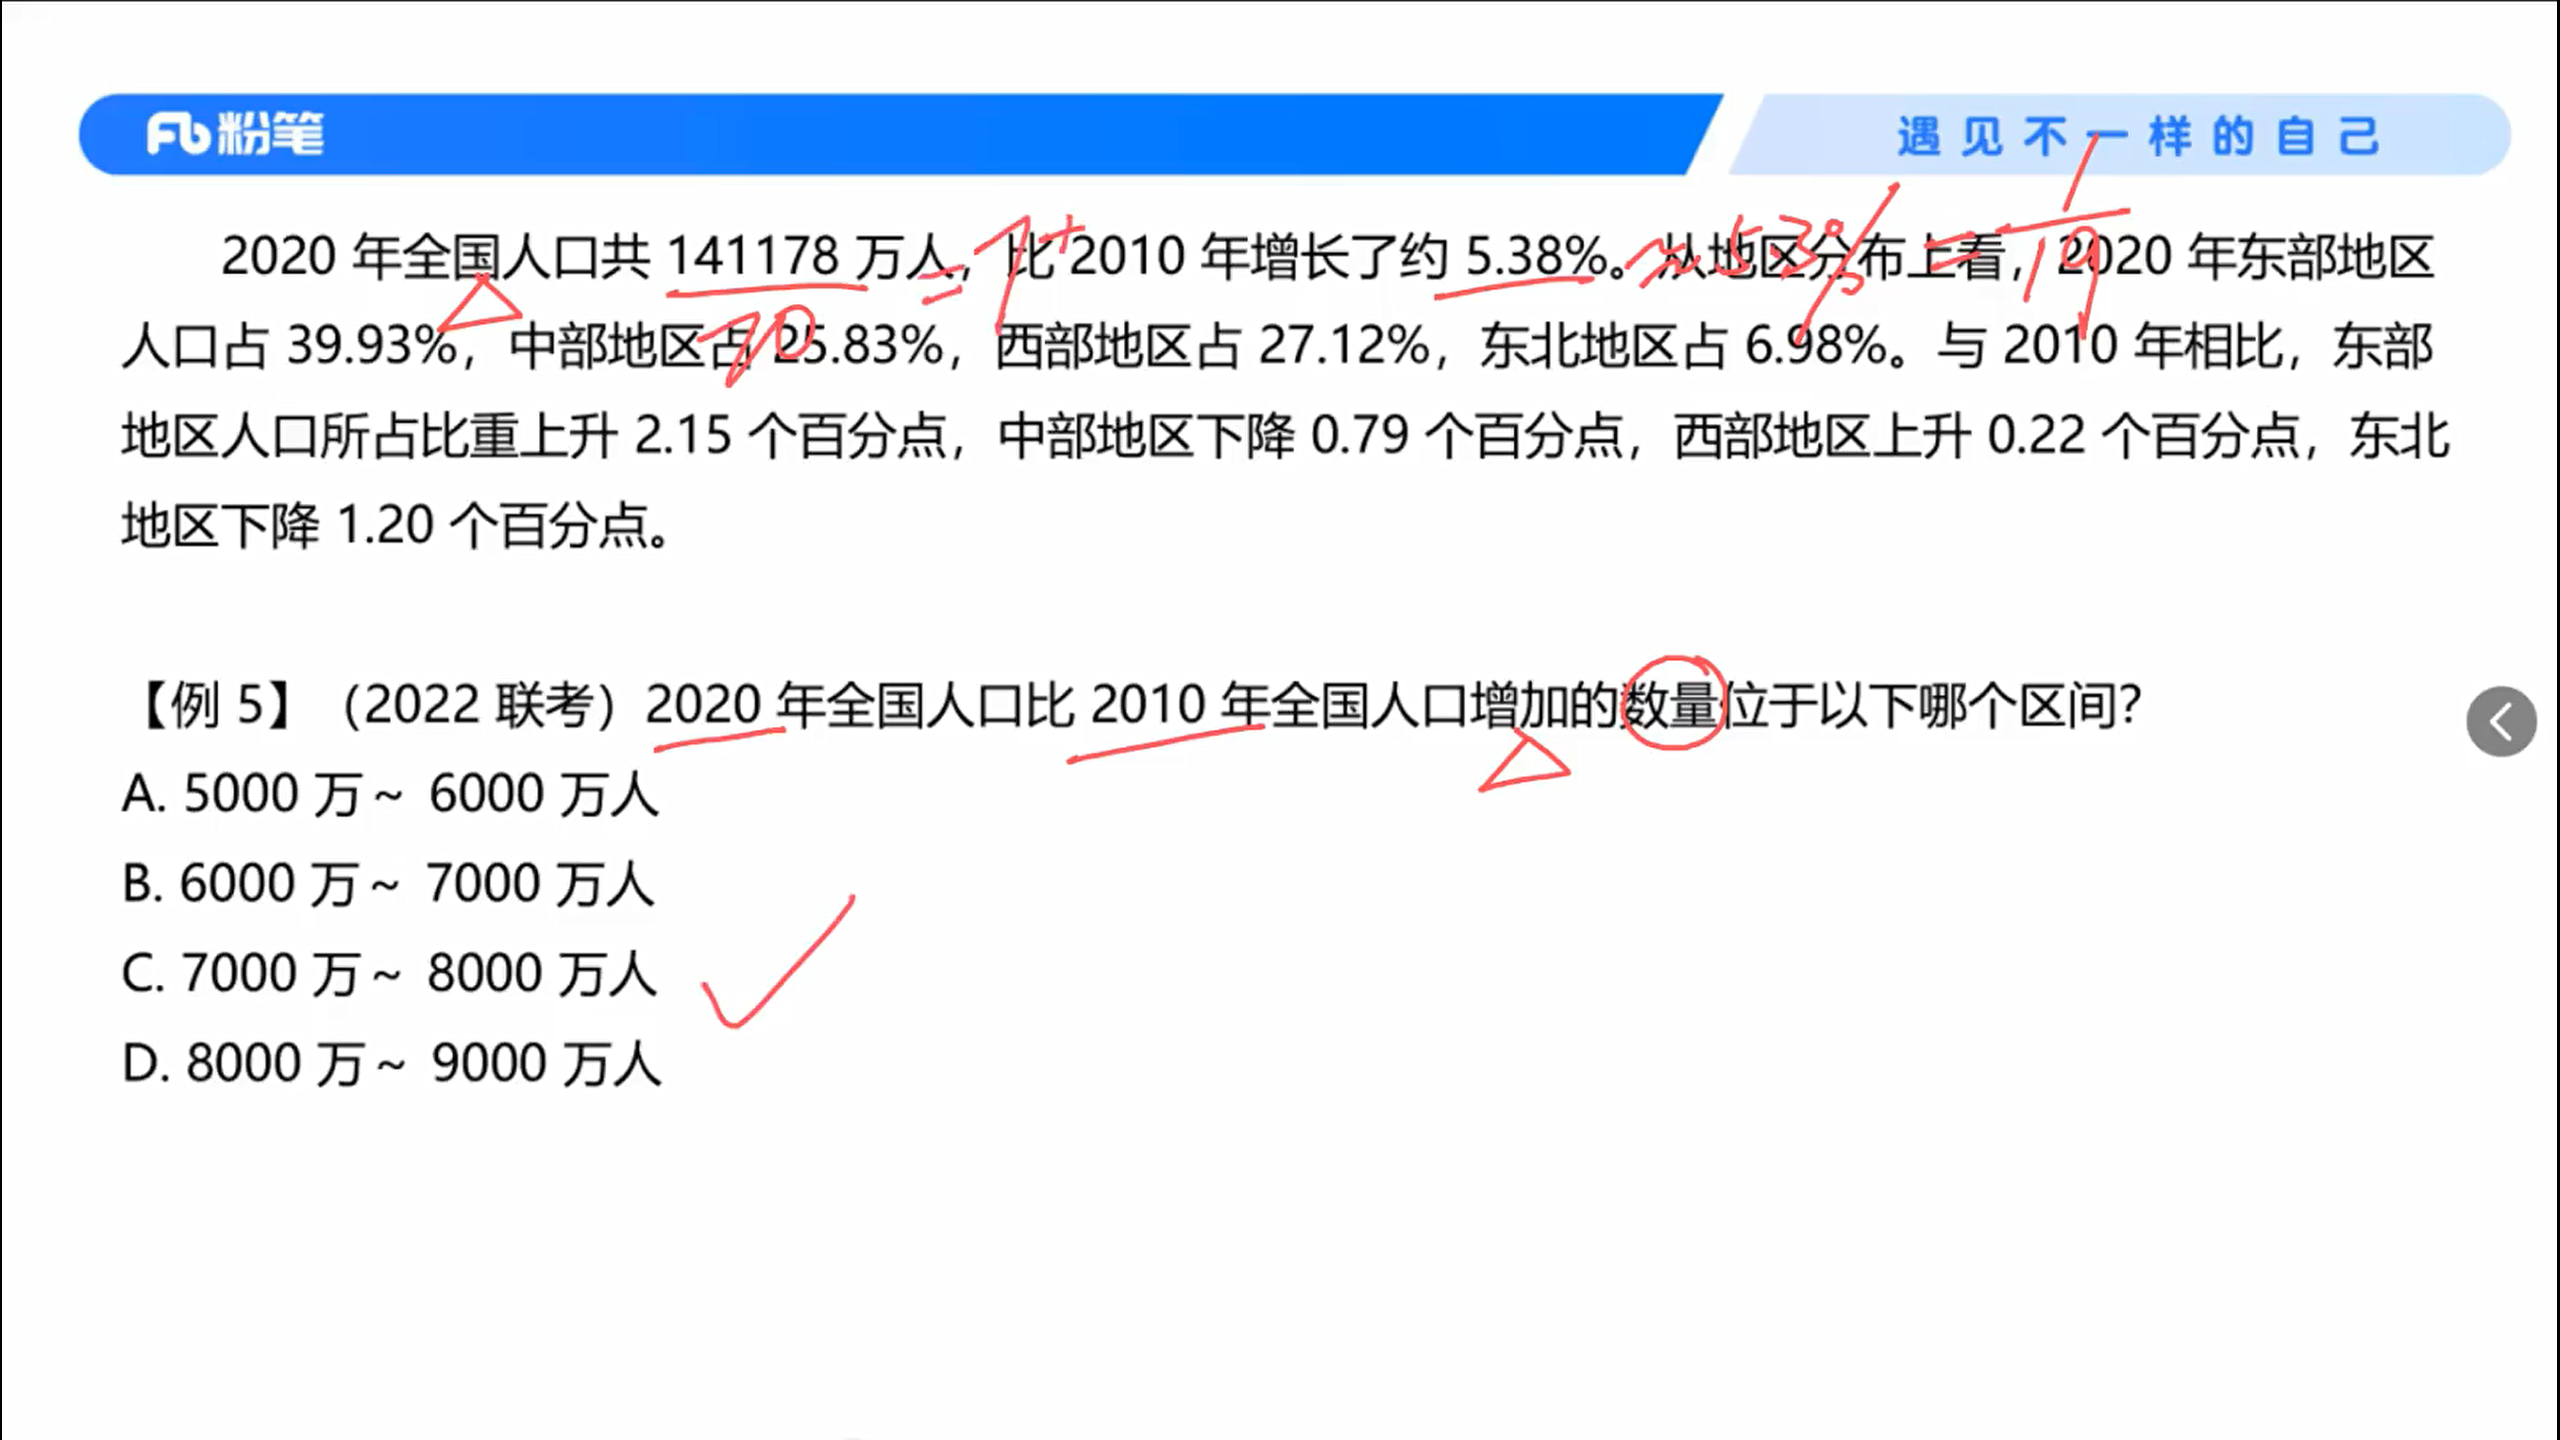 粉笔
遇见不一样的自己
2020 年全国人口共 141178 万人，比 2010 年增长了约 5.38%。从地区分布上看，2020 年东部地区
人口占 39.93%，中部地区占 25.83%，西部地区占 27.12%，东北地区占 6.98%。与 2010 年相比，东部
地区人口所占比重上升 2.15 个百分点，中部地区下降 0.79 个百分点，西部地区上升 0.22 个百分点，东北
地区下降 1.20 个百分点。
=7+
≈5.3%=1/19
20
【例 5】（2022 联考）2020 年全国人口比 2010 年全国人口增加的数量位于以下哪个区间？
A. 5000 万～ 6000 万人
B. 6000 万～ 7000 万人
C. 7000 万～ 8000 万人
D. 8000 万～ 9000 万人